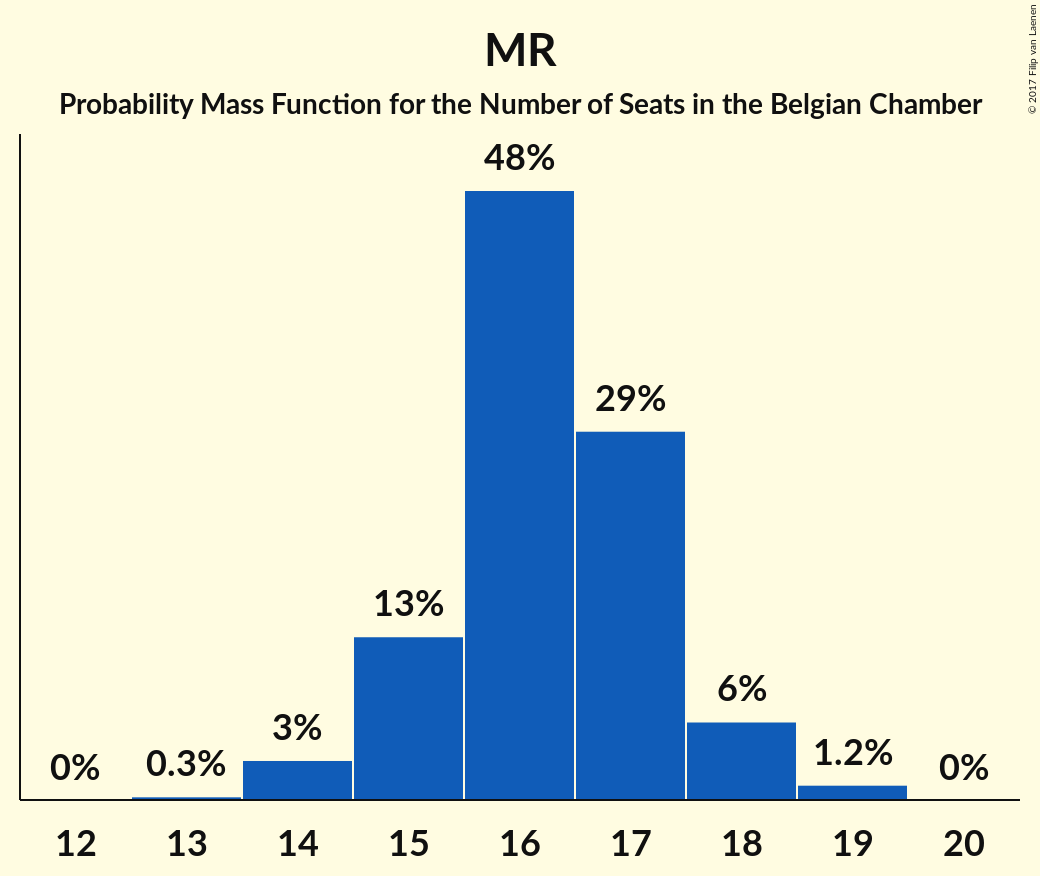 MR
Probability Mass Function for the Number of Seats in the Belgian Chamber
© 2017 Filip van Laenen
48%
29%
13%
6%
3%
1.2%
0.3%
0%
0%
12 13 14 15 16 17 18 19 20